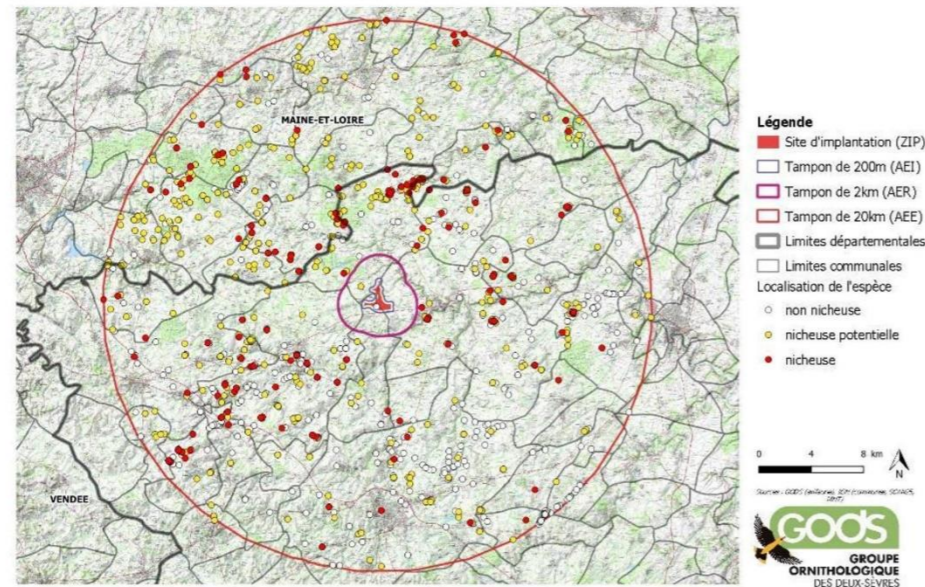 MAINE-ET-LOIRE
VENDEE
Légende
Site d'implantation (ZIP)
Tampon de 200m (AEI)
Tampon de 2km (AER)
Tampon de 20km (AEE)
Limites départementales
Limites communales
Localisation de l'espèce
non nicheuse
nicheuse potentielle
nicheuse
0 4 8 km
N
GODS
GROUPE
ORNITHOLOGIQUE
DES DEUX-SÈVRES